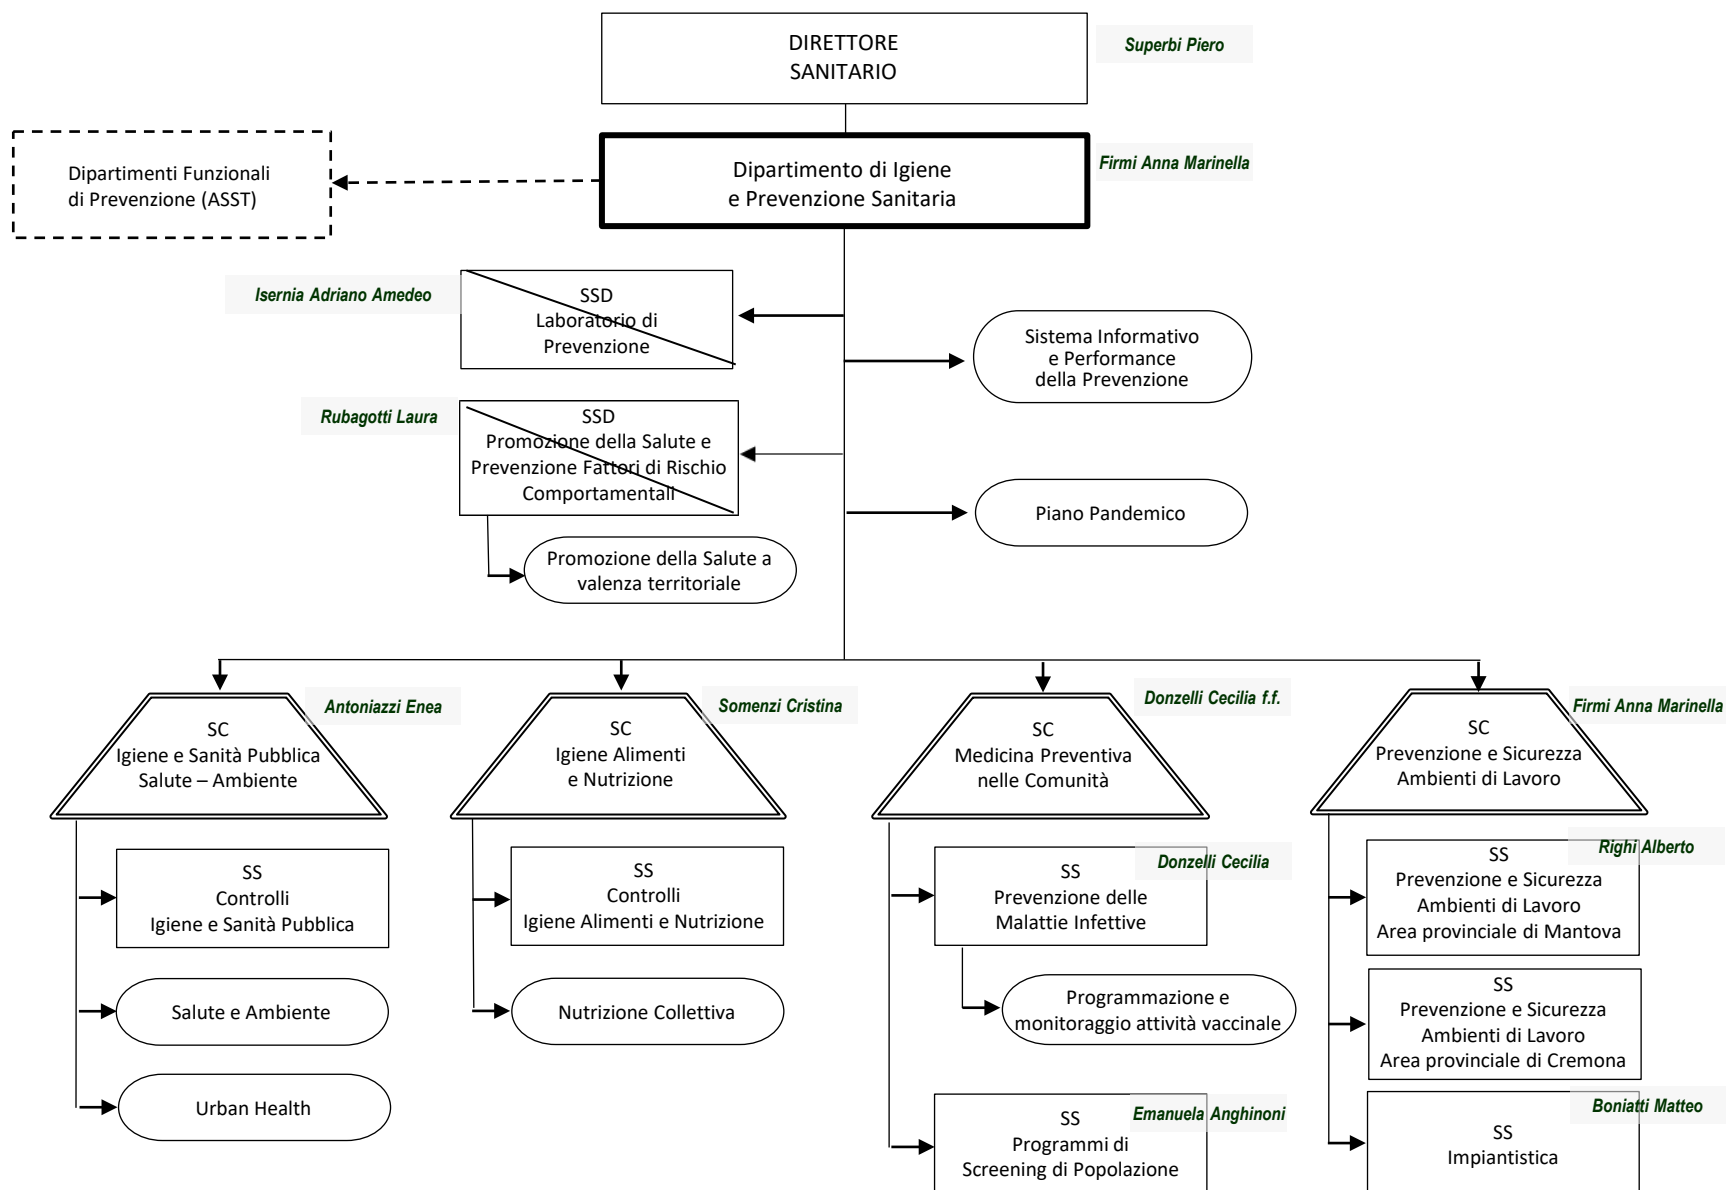 DIRETTORE
SANITARIO
Superbi Piero
Dipartimenti Funzionali
di Prevenzione (ASST)
Dipartimento di Igiene
e Prevenzione Sanitaria
Firmi Anna Marinella
Isernia Adriano Amedeo
SSD
Laboratorio di
Prevenzione
Sistema Informativo
e Performance
della Prevenzione
Rubagotti Laura
SSD
Promozione della Salute e
Prevenzione Fattori di Rischio
Comportamentali
Piano Pandemico
Promozione della Salute a
valenza territoriale
Antoniazzi Enea
SC
Igiene e Sanità Pubblica
Salute – Ambiente
Somenzi Cristina
SC
Igiene Alimenti
e Nutrizione
Donzelli Cecilia f.f.
SC
Medicina Preventiva
nelle Comunità
Firmi Anna Marinella
SC
Prevenzione e Sicurezza
Ambienti di Lavoro
SS
Controlli
Igiene e Sanità Pubblica
Salute e Ambiente
Urban Health
SS
Controlli
Igiene Alimenti e Nutrizione
Nutrizione Collettiva
Donzelli Cecilia
SS
Prevenzione delle
Malattie Infettive
Programmazione e
monitoraggio attività vaccinale
Emanuela Anghinoni
SS
Programmi di
Screening di Popolazione
Righi Alberto
SS
Prevenzione e Sicurezza
Ambienti di Lavoro
Area provinciale di Mantova
SS
Prevenzione e Sicurezza
Ambienti di Lavoro
Area provinciale di Cremona
Boniatti Matteo
SS
Impiantistica